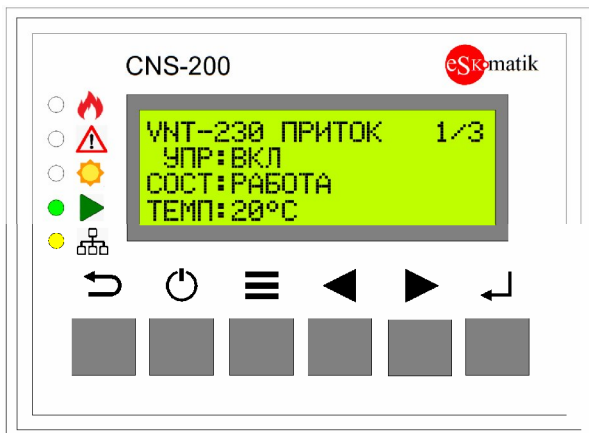 CNS-200
eSKomatik
VNT-230 ПРИТОК 1/3
УПР:ВКЛ
СОСТ:РАБОТА
ТЕМП:20°C